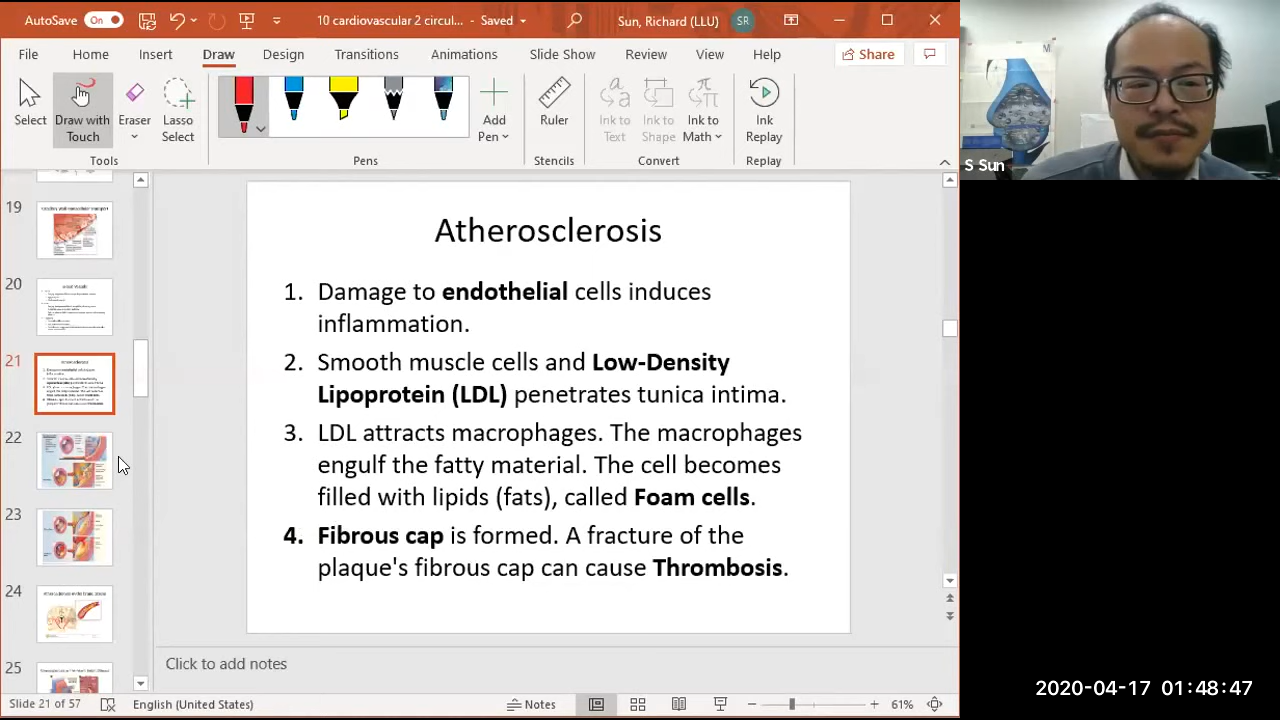 AutoSave On 10 cardiovascular 2 circul... - Saved Sun, Richard (LLU) SR
File Home Insert Draw Design Transitions Animations Slide Show Review View Help Share
Select
Draw with Touch
Eraser
Lasso Select
Add Pen
Ruler
Ink to Text
Ink to Shape
Ink to Math
Ink Replay
Tools Pens Stencils Convert Replay
S Sun
19
20
21
22
23
24
25
Atherosclerosis
1. Damage to endothelial cells induces
inflammation.
2. Smooth muscle cells and Low-Density
Lipoprotein (LDL) penetrates tunica intima.
3. LDL attracts macrophages. The macrophages
engulf the fatty material. The cell becomes
filled with lipids (fats), called Foam cells.
4. Fibrous cap is formed. A fracture of the
plaque's fibrous cap can cause Thrombosis.
Click to add notes
Slide 21 of 57 English (United States) Notes 61%
2020-04-17 01:48:47